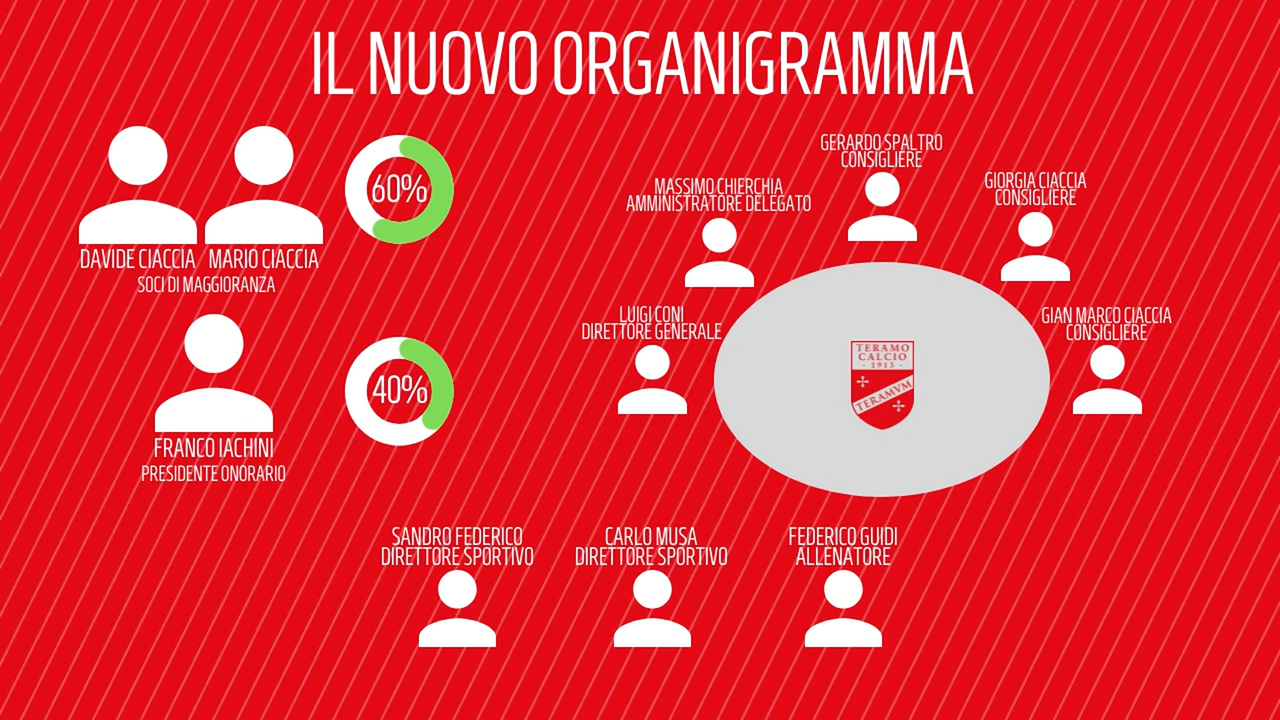 IL NUOVO ORGANIGRAMMA
60%
DAVIDE CIACCIA MARIO CIACCIA
SOCI DI MAGGIORANZA
40%
FRANCO IACHINI
PRESIDENTE ONORARIO
GERARDO SPALTRO
CONSIGLIERE
MASSIMO CHIERCHIA
AMMINISTRATORE DELEGATO
GIORGIA CIACCIA
CONSIGLIERE
LUIGI CONI
DIRETTORE GENERALE
GIAN MARCO CIACCIA
CONSIGLIERE
TERAMO
CALCIO
· 1913 ·
TERAMVM
SANDRO FEDERICO
DIRETTORE SPORTIVO
CARLO MUSA
DIRETTORE SPORTIVO
FEDERICO GUIDI
ALLENATORE